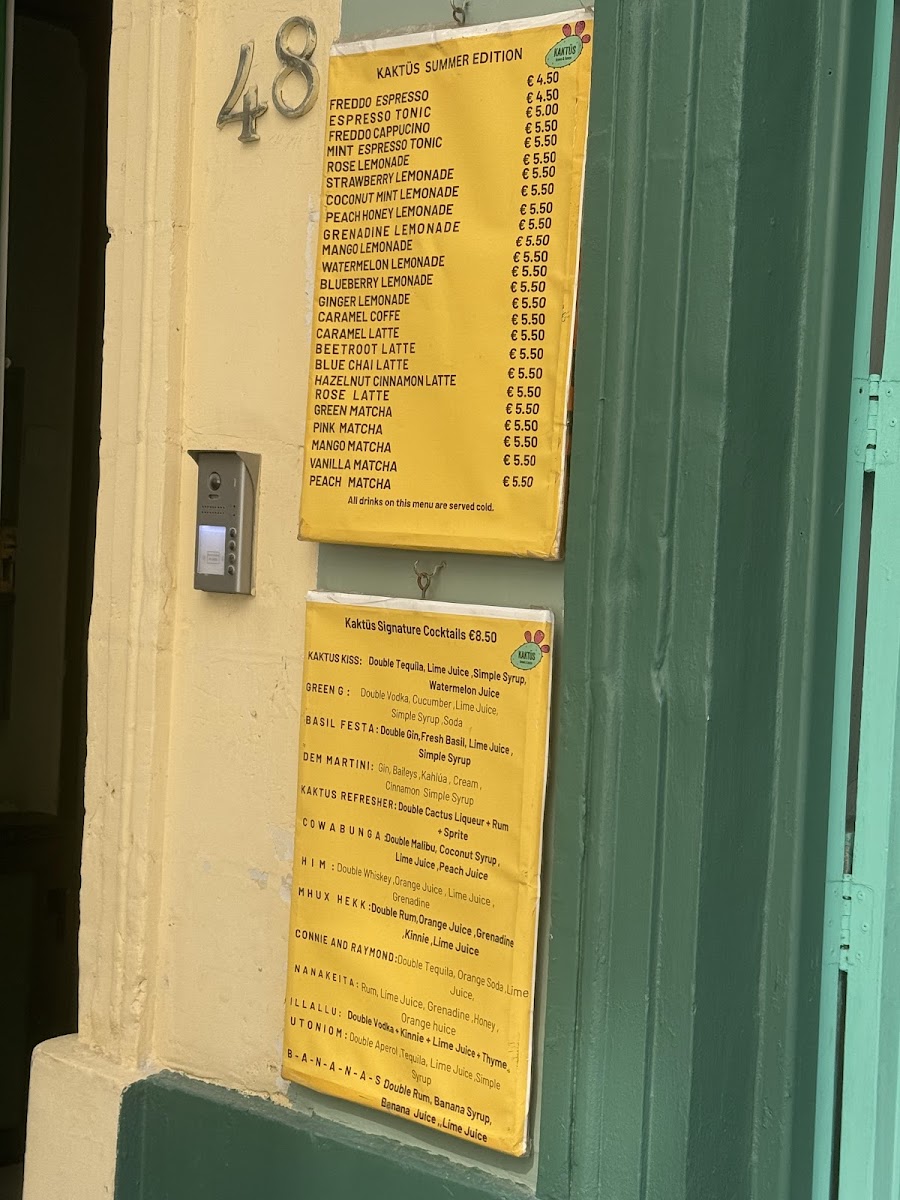 48
KAKTÜS SUMMER EDITION
KAKTÜS
€ 4.50
FREDDO ESPRESSO € 4.50
ESPRESSO TONIC € 5.00
FREDDO CAPPUCINO € 5.50
MINT ESPRESSO TONIC € 5.50
ROSE LEMONADE € 5.50
STRAWBERRY LEMONADE € 5.50
COCONUT MINT LEMONADE € 5.50
PEACH HONEY LEMONADE € 5.50
GRENADINE LEMONADE € 5.50
MANGO LEMONADE € 5.50
WATERMELON LEMONADE € 5.50
BLUEBERRY LEMONADE € 5.50
GINGER LEMONADE € 5.50
CARAMEL COFFE € 5.50
CARAMEL LATTE € 5.50
BEETROOT LATTE € 5.50
BLUE CHAI LATTE € 5.50
HAZELNUT CINNAMON LATTE € 5.50
ROSE LATTE € 5.50
GREEN MATCHA € 5.50
PINK MATCHA € 5.50
MANGO MATCHA € 5.50
VANILLA MATCHA € 5.50
PEACH MATCHA € 5.50
All drinks on this menu are served cold.
Kaktüs Signature Cocktails €8.50
KAKTÜS
KAKTUS KISS: Double Tequila, Lime Juice ,Simple Syrup,
Watermelon Juice
GREEN G : Double Vodka, Cucumber ,Lime Juice,
Simple Syrup ,Soda
BASIL FESTA: Double Gin,Fresh Basil, Lime Juice ,
Simple Syrup
DEM MARTINI: Gin, Baileys ,Kahlúa , Cream ,
Cinnamon Simple Syrup
KAKTUS REFRESHER: Double Cactus Liqueur + Rum
+ Sprite
COWABUNGA :Double Malibu, Coconut Syrup ,
Lime Juice ,Peach Juice
HIM : Double Whiskey ,Orange Juice , Lime Juice ,
Grenadine
MHUX HEKK :Double Rum,Orange Juice ,Grenadine
,Kinnie ,Lime Juice
CONNIE AND RAYMOND:Double Tequila, Orange Soda ,Lime
Juice,
NANAKEITA: Rum, Lime Juice, Grenadine ,Honey ,
Orange huice
ILLALLU: Double Vodka + Kinnie + Lime Juice + Thyme
UTONIOM: Double Aperol ,Tequila, Lime Juice ,Simple
Syrup
B-A-N-A-N-A-S Double Rum, Banana Syrup,
Banana Juice ,,Lime Juice